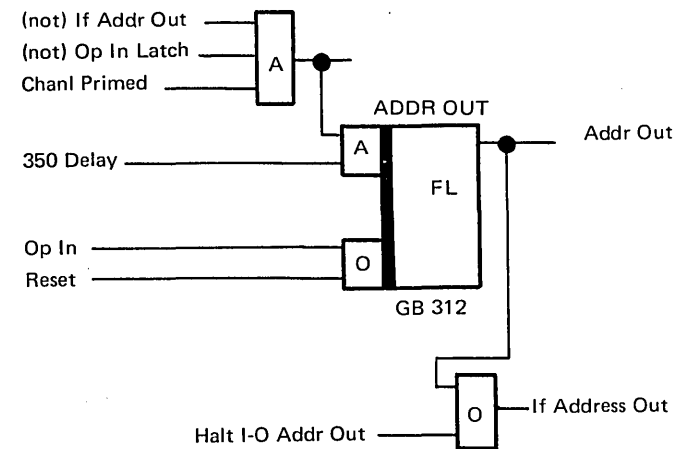 (not) If Addr Out
(not) Op In Latch
A
Chanl Primed
ADDR OUT
Addr Out
A
350 Delay
FL
Op In
O
Reset
GB 312
If Address Out
O
Halt I-O Addr Out